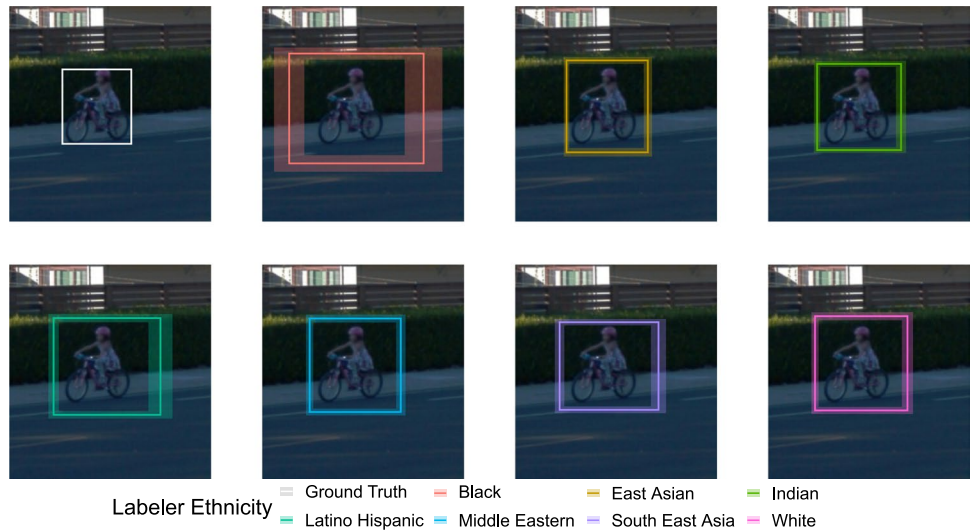 Labeler Ethnicity
Ground Truth
Black
East Asian
Indian
Latino Hispanic
Middle Eastern
South East Asia
White